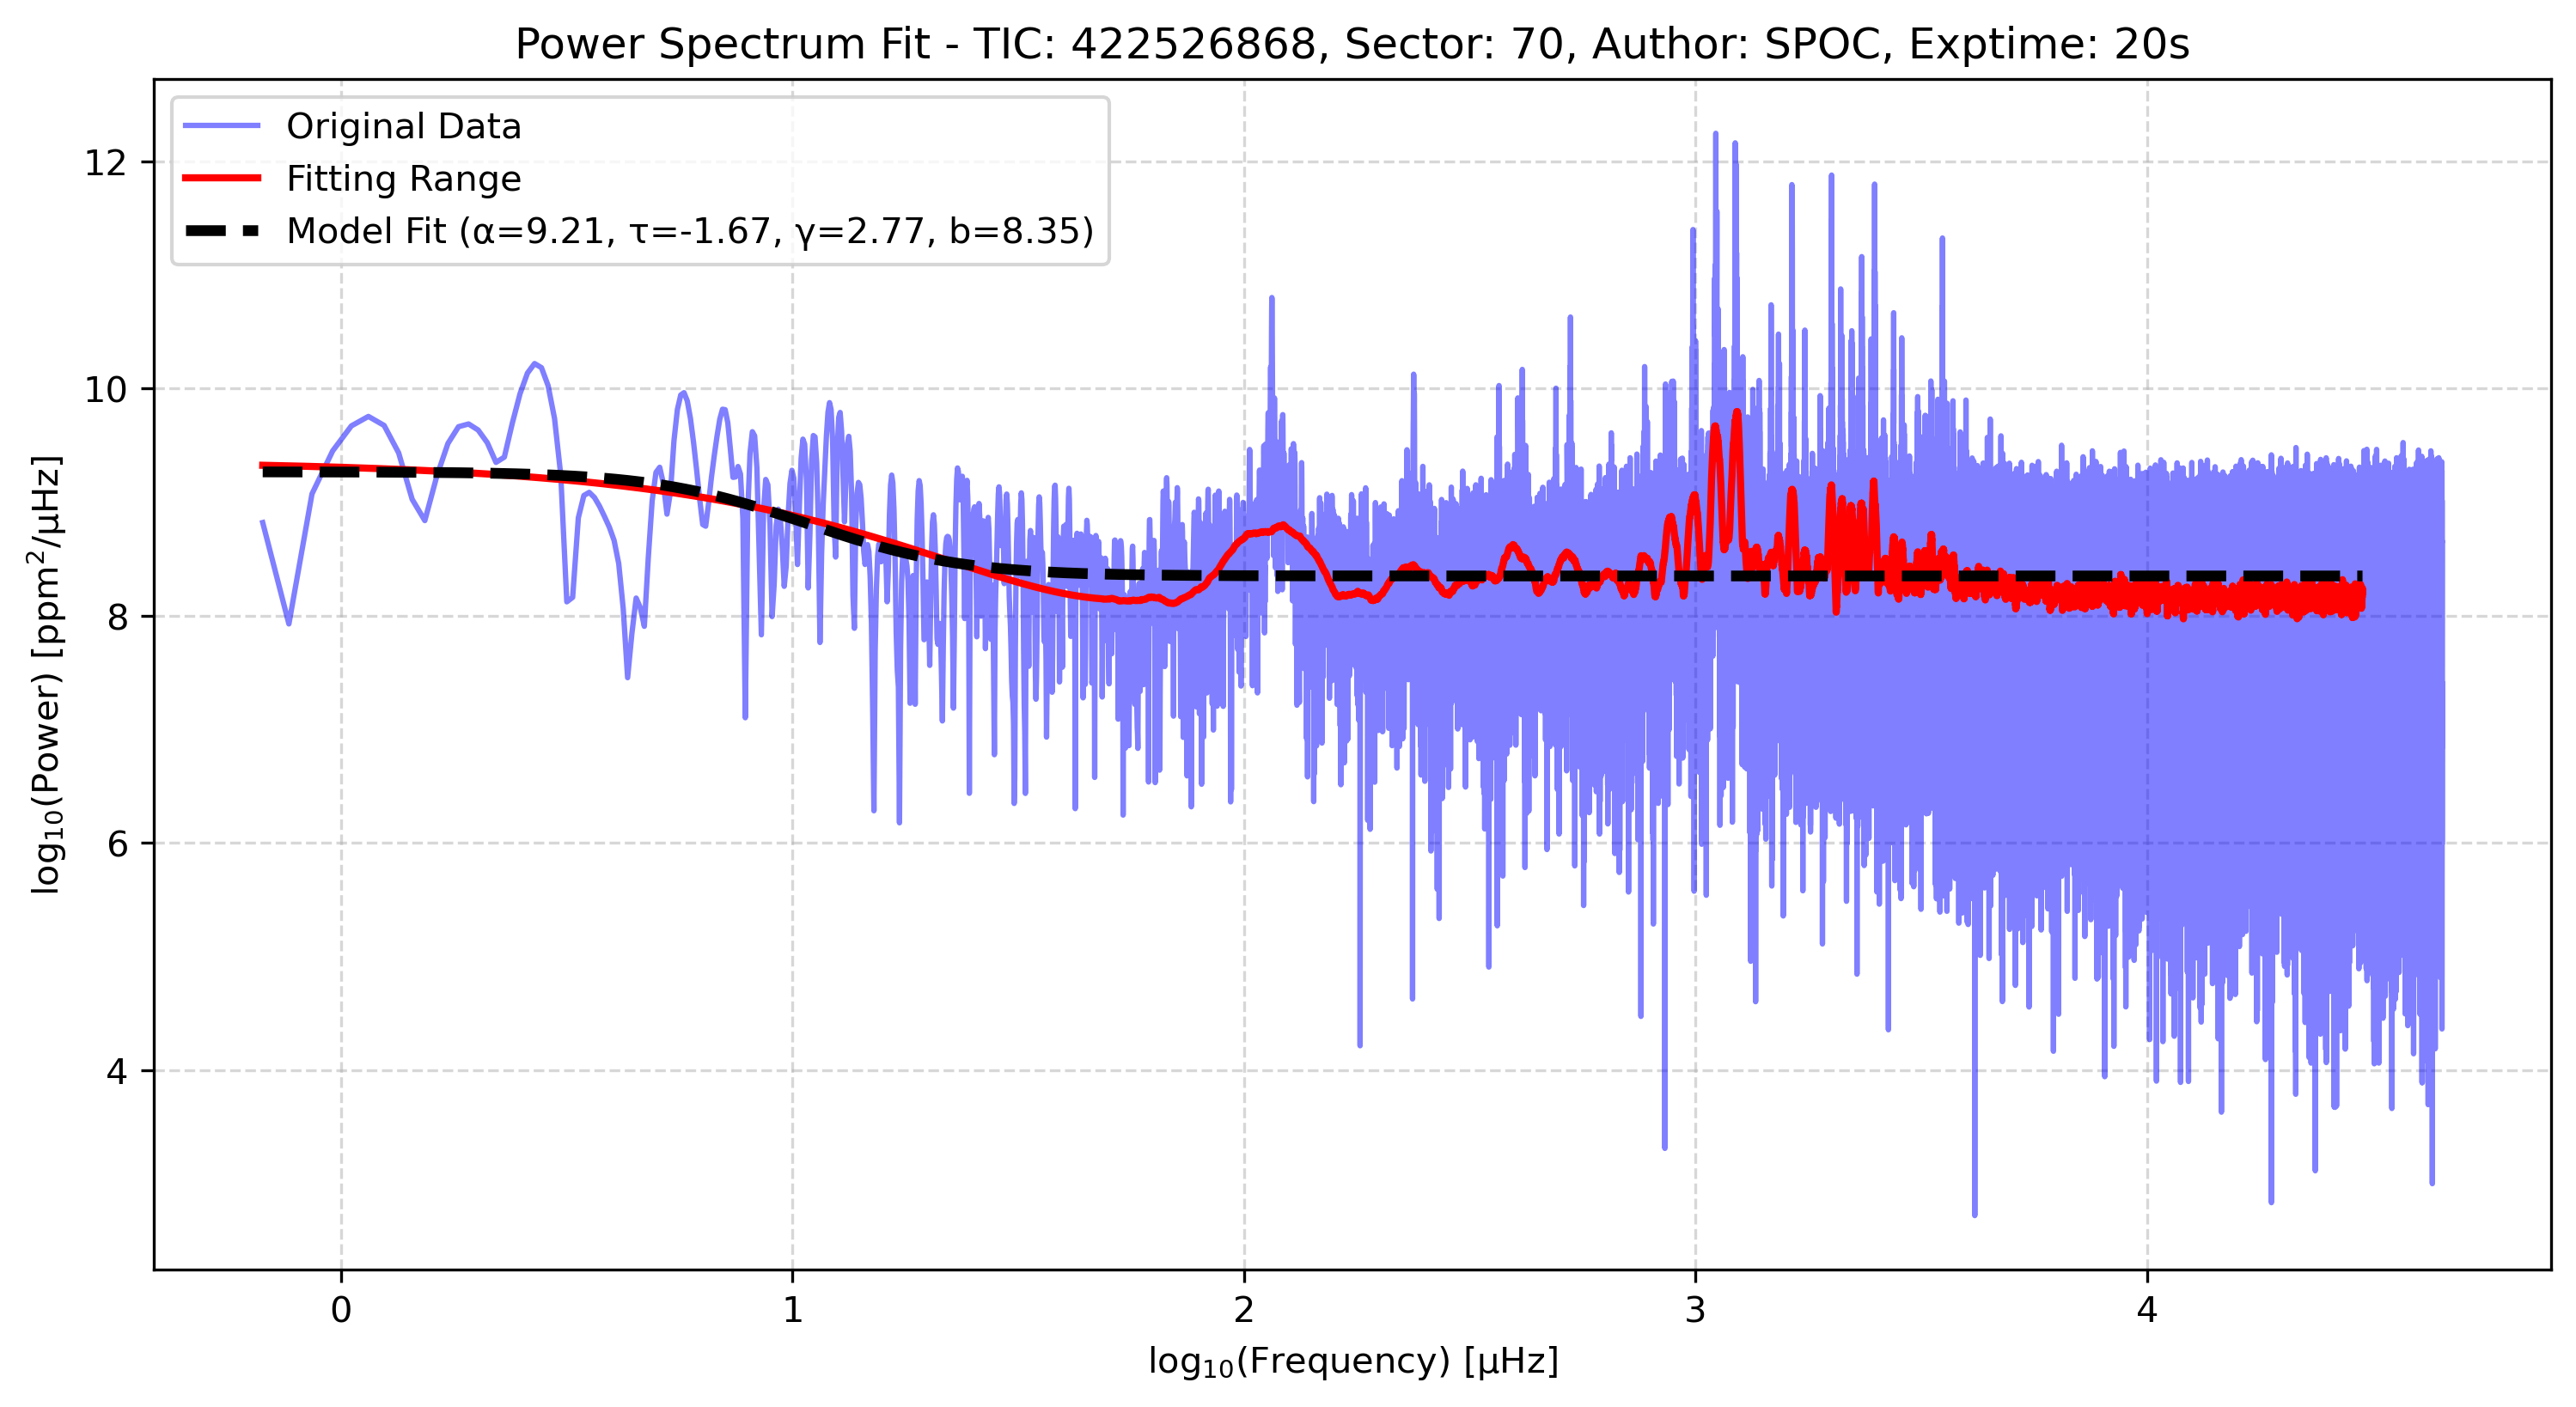 Power Spectrum Fit - TIC: 422526868, Sector: 70, Author: SPOC, Exptime: 20s
Original Data
Fitting Range
Model Fit (α=9.21, τ=-1.67, γ=2.77, b=8.35)
log₁₀(Power) [ppm²/μHz]
12
10
8
6
4
0 1 2 3 4
log₁₀(Frequency) [μHz]